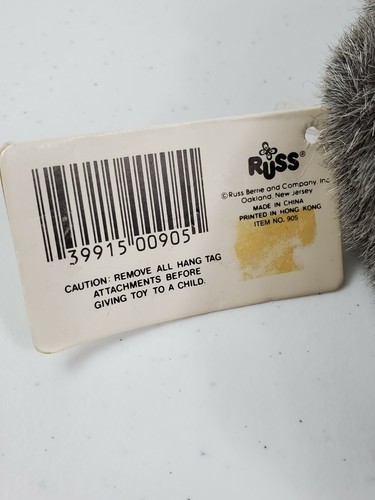 39915 00905
CAUTION: REMOVE ALL HANG TAG
ATTACHMENTS BEFORE
GIVING TOY TO A CHILD.
RUSS®
©Russ Berrie and Company, Inc.
Oakland, New Jersey
MADE IN CHINA
PRINTED IN HONG KONG
ITEM NO. 905